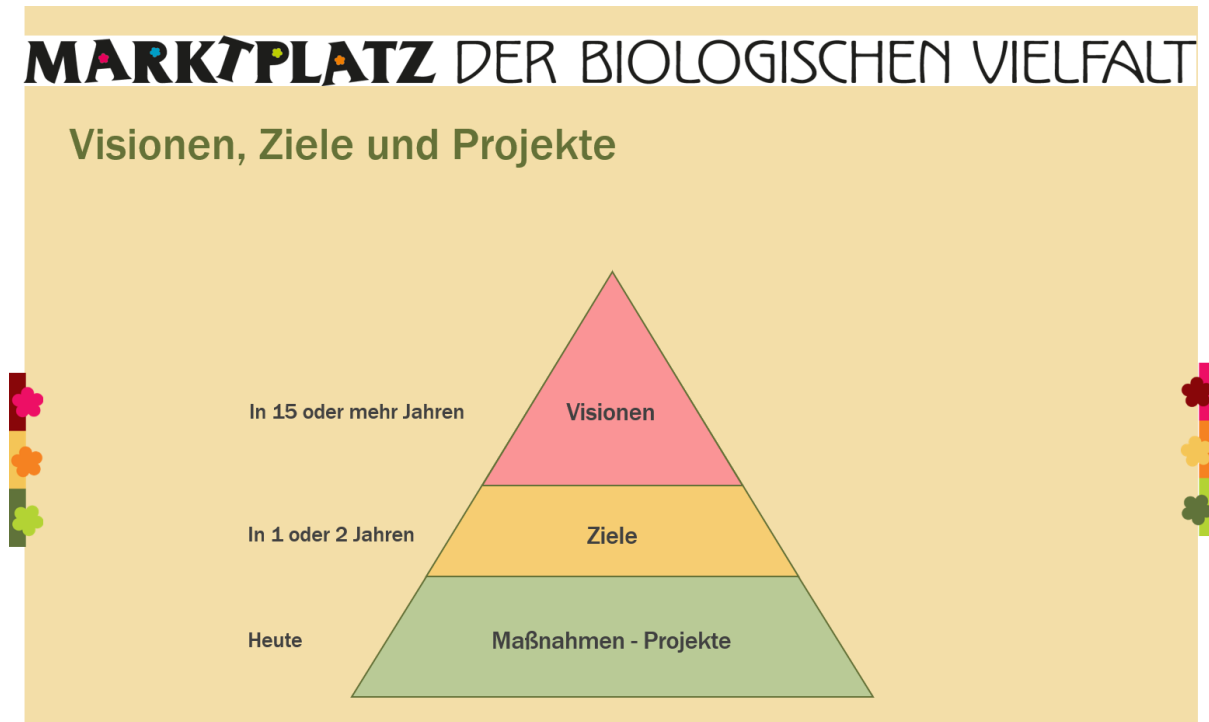 MARKTPLATZ DER BIOLOGISCHEN VIELFALT
Visionen, Ziele und Projekte
In 15 oder mehr Jahren
Visionen
In 1 oder 2 Jahren
Ziele
Heute
Maßnahmen - Projekte